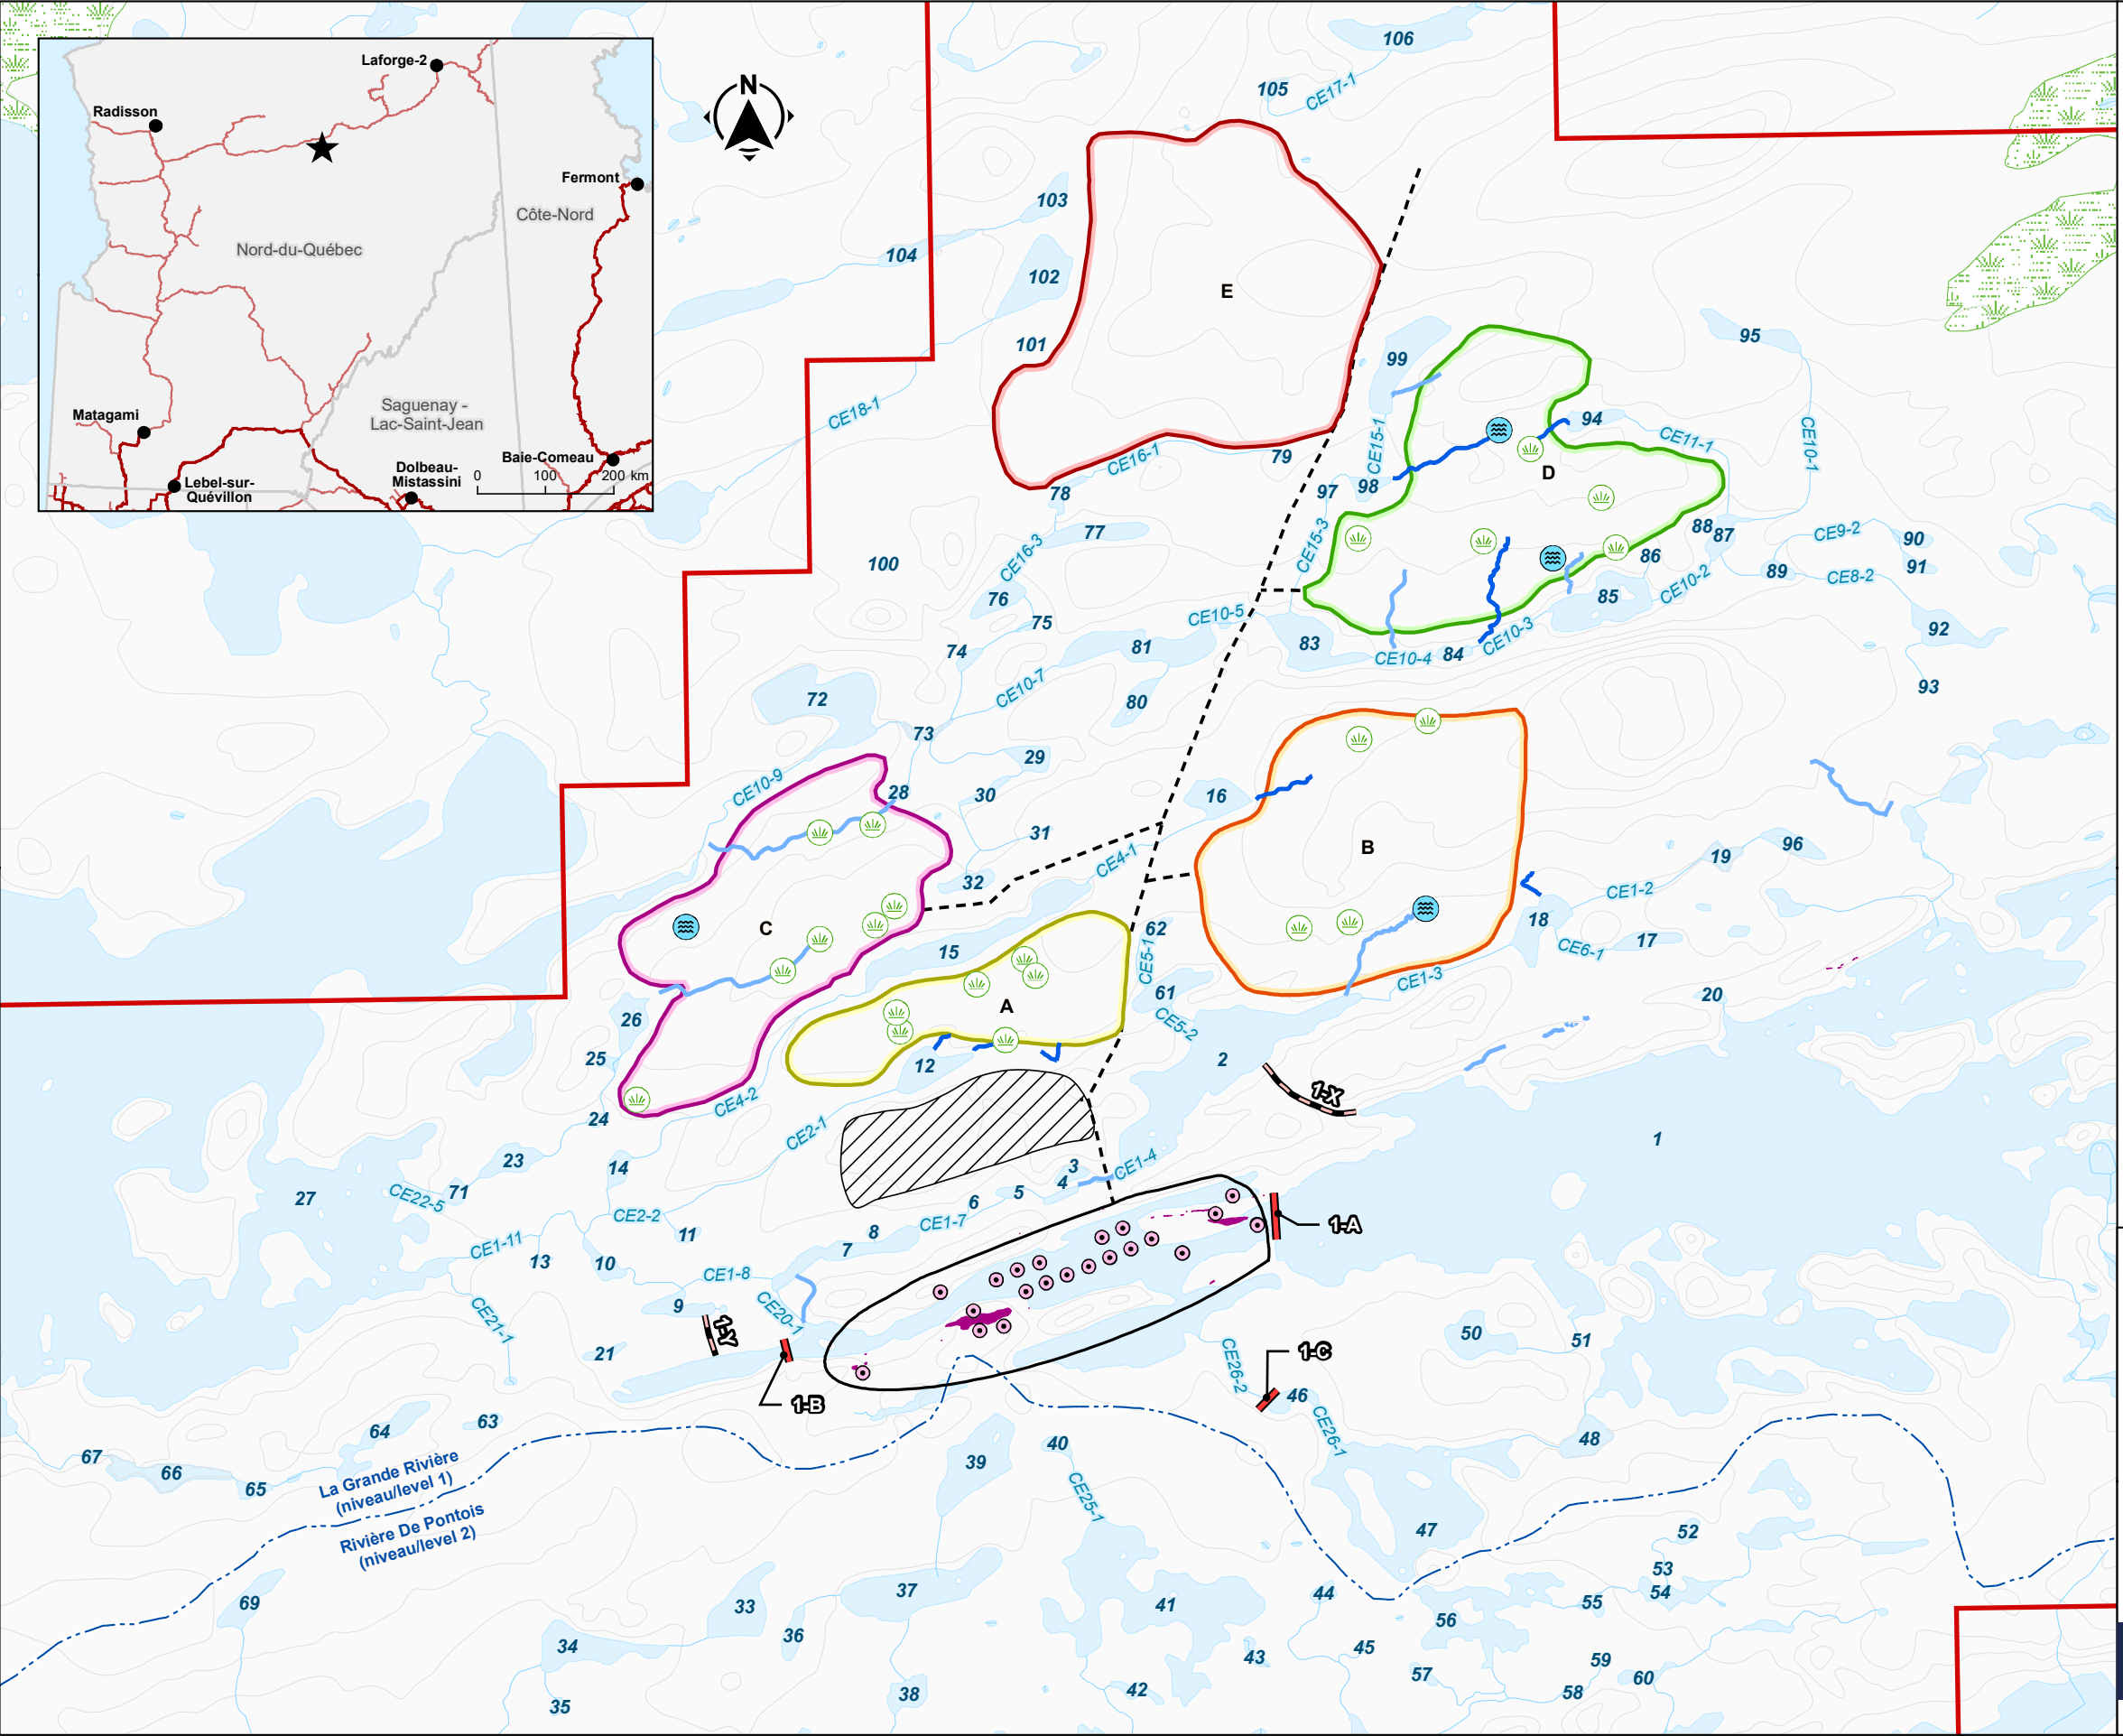 106
105
CE17-1
N
Laforge-2
Radisson
Fermont
Côte-Nord
Nord-du-Québec
Saguenay -
Lac-Saint-Jean
Matagami
Baie-Comeau
Dolbeau-
Mistassini
0 100 200 km
Lebel-sur-
Quévillon
103
104
102
E
101
99
95
CE18-1
94
CE11-1
CE10-1
CE15-1
CE16-1
79
D
78
97
98
77
88
87
CE9-2
90
CE16-3
CE15-3
86
100
89
CE8-2
91
76
85
CE10-2
75
CE10-5
92
74
81
83
CE10-4
84
CE10-3
CE10-7
93
72
80
73
29
CE10-9
28
30
16
31
CE4-1
B
19
96
32
CE1-2
C
15
62
18
17
CE5-1
CE6-1
CE1-3
A
61
20
26
CE5-2
25
12
2
1-X
CE4-2
24
CE2-1
1
23
14
3
CE1-4
4
27
CE22-5
71
5
6
CE2-2
CE1-7
11
8
1-A
CE1-11
7
13
10
CE1-8
9
CE20-1
1-Y
CE21-1
50
51
21
CE26-2
1-C
46
1-B
CE26-1
64
63
40
48
67
66
39
65
La Grande Rivière
(niveau/level 1)
CE25-1
Rivière De Pontois
(niveau/level 2)
47
52
53
54
44
37
69
33
41
55
36
56
34
45
43
59
57
60
42
38
58
35